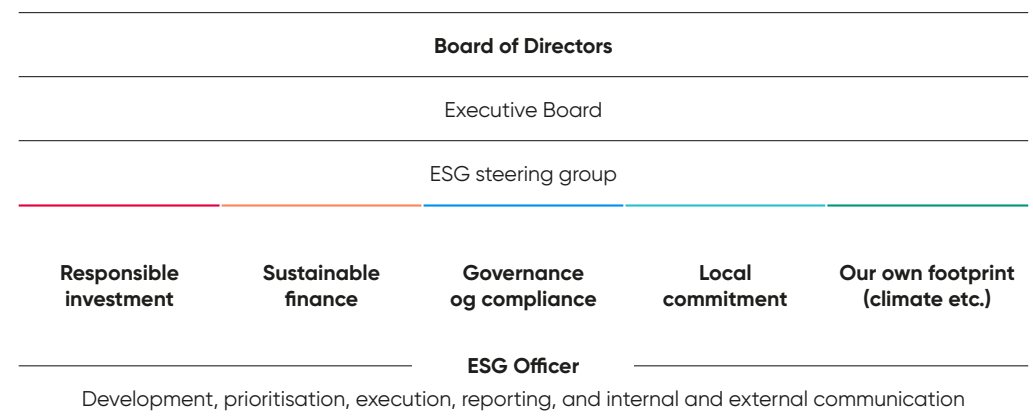 Board of Directors
Executive Board
ESG steering group
Responsible
investment
Sustainable
finance
Governance
og compliance
Local
commitment
Our own footprint
(climate etc.)
ESG Officer
Development, prioritisation, execution, reporting, and internal and external communication